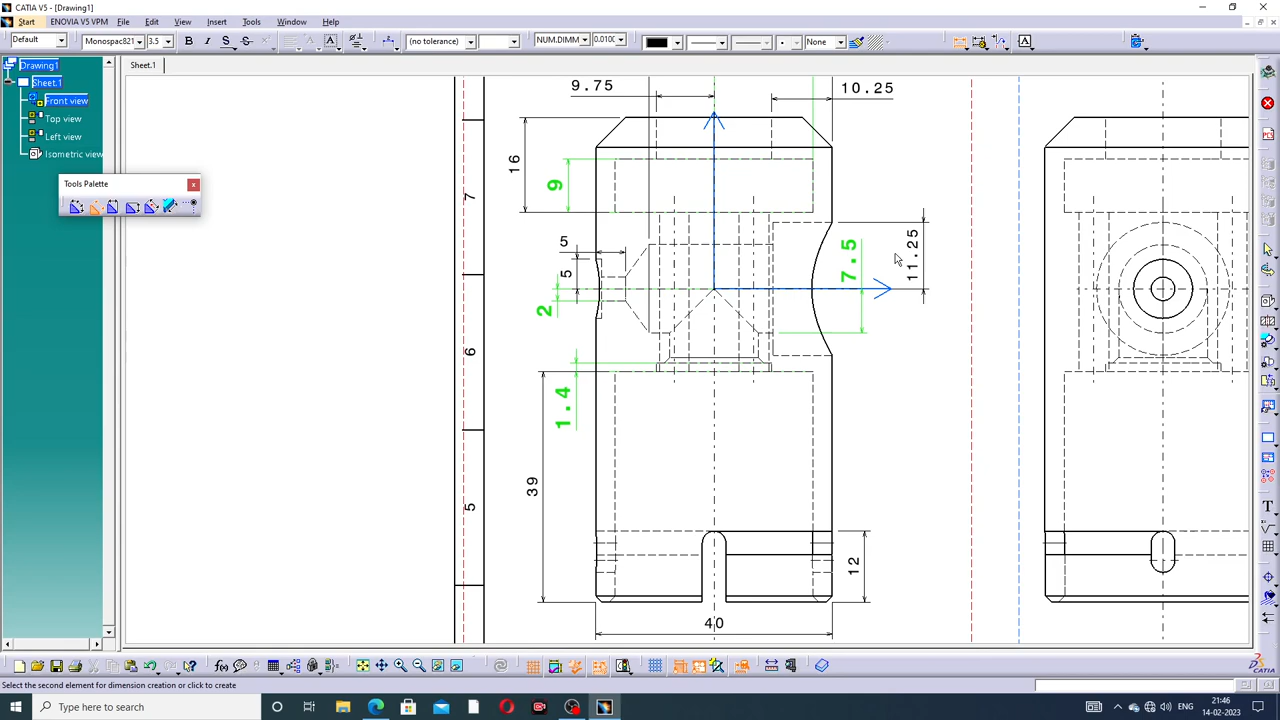 CATIA V5 - [Drawing1]
Start
ENOVIA V5 VPM
File
Edit
View
Insert
Tools
Window
Help
Default
Monospac821
3.5
B
I
S
(no tolerance)
NUM.DIMM
0.0100
None
Drawing1
Sheet.1
Front view
Top view
Left view
Isometric view
Tools Palette
Sheet.1
9.75
10.25
16
9
7
5
5
7.5
11.25
2
6
1.4
39
5
12
40
Select the second element for dimension creation or click to create
Type here to search
ENG
21:46
14-02-2023
CATIA